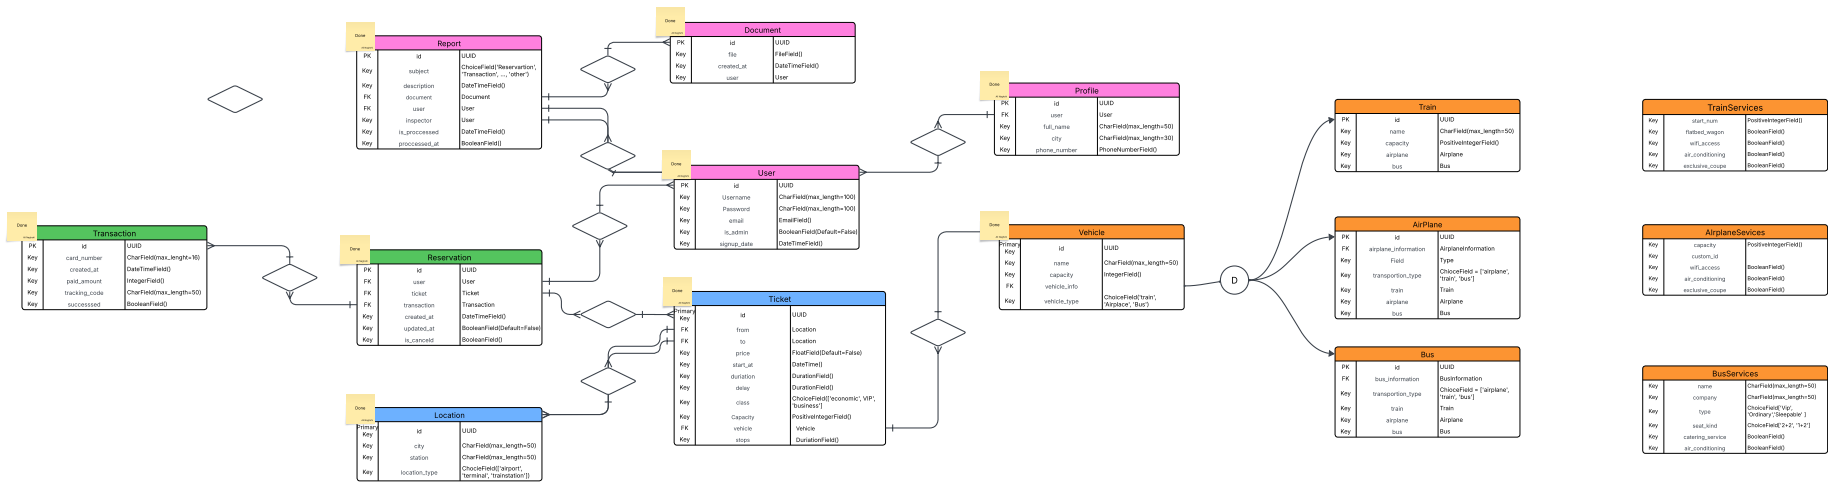 Done
Report
PK id UUID
Key subject ChoiceField('Reservartion', 'Transaction', ..., 'other')
Key description DateTimeField()
FK document Document
FK user User
Key inspector User
Key is_proccessed DateTimeField()
Key proccessed_at BooleanField()
Done
Document
PK id UUID
Key file FileField()
Key created_at DateTimeField()
Key user User
Done
Profile
PK id UUID
FK user User
Key full_name CharField(max_length=50)
Key city CharField(max_length=30)
Key phone_number PhoneNumberField()
Done
User
PK id UUID
Key Username CharField(max_length=100)
Key Password CharField(max_length=100)
Key email EmailField()
Key is_admin BooleanField(Default=False)
Key signup_date DateTimeField()
Done
Transaction
PK id UUID
Key card_number CharField(max_lenght=16)
Key created_at DateTimeField()
Key paid_amount IntegerField()
Key tracking_code CharField(max_length=50)
Key successsed BooleanField()
Done
Reservation
PK id UUID
FK user User
FK ticket Ticket
FK transaction Transaction
Key created_at DateTimeField()
Key updated_at BooleanField(Default=False)
Key is_canceld BooleanField()
Done
Ticket
Primary Key id UUID
FK from Location
FK to Location
Key price FloatField(Default=False)
Key start_at DateTime()
Key duriation DurationField()
Key delay DurationField()
Key class ChoiceField(['economic', VIP', 'business']
Key Capacity PositiveIntegerField()
FK vehicle Vehicle
Key stops DuriationField()
Done
Location
Primary Key id UUID
Key city CharField(max_length=50)
Key station CarField(max_length=50)
Key location_type ChocieField(['airport', 'terminal', 'trainstation'])
Done
Vehicle
Primary Key id UUID
Key name CharField(max_length=50)
Key capacity IntegerField()
FK vehicle_info
Key vehicle_type ChoiceField('train', 'Airplace', 'Bus')
D
Train
PK id UUID
Key name CharField(max_length=50)
Key capacity PositiveIntegerField()
Key airplane Airplane
Key bus Bus
AirPlane
PK id UUID
FK airplane_information AirplaneInformation
Key Field Type
Key transportion_type ChioceField = ['airplane', 'train', 'bus']
Key train Train
Key airplane Airplane
Key bus Bus
Bus
PK id UUID
FK bus_information BusInformation
Key transportion_type ChioceField = ['airplane', 'train', 'bus']
Key train Train
Key airplane Airplane
Key bus Bus
TrainServices
Key start_num PositiveIntegerField()
Key flatbed_wagon BooleanField()
Key wifi_access BooleanField()
Key air_conditioning BooleanField()
Key exclusive_coupe BooleanField()
AirplaneSevices
Key capacity PositiveIntegerField()
Key custom_id
Key wifi_access BooleanField()
Key air_conditioning BooleanField()
Key exclusive_coupe BooleanField()
BusServices
Key name CharField(max_length=50)
Key company CharField(max_length=50)
Key type ChoiceField['Vip', 'Ordinary','Sleepable' ]
Key seat_kind ChoiceField['2+2', '1+2']
Key catering_service BooleanField()
Key air_conditioning BooleanField()